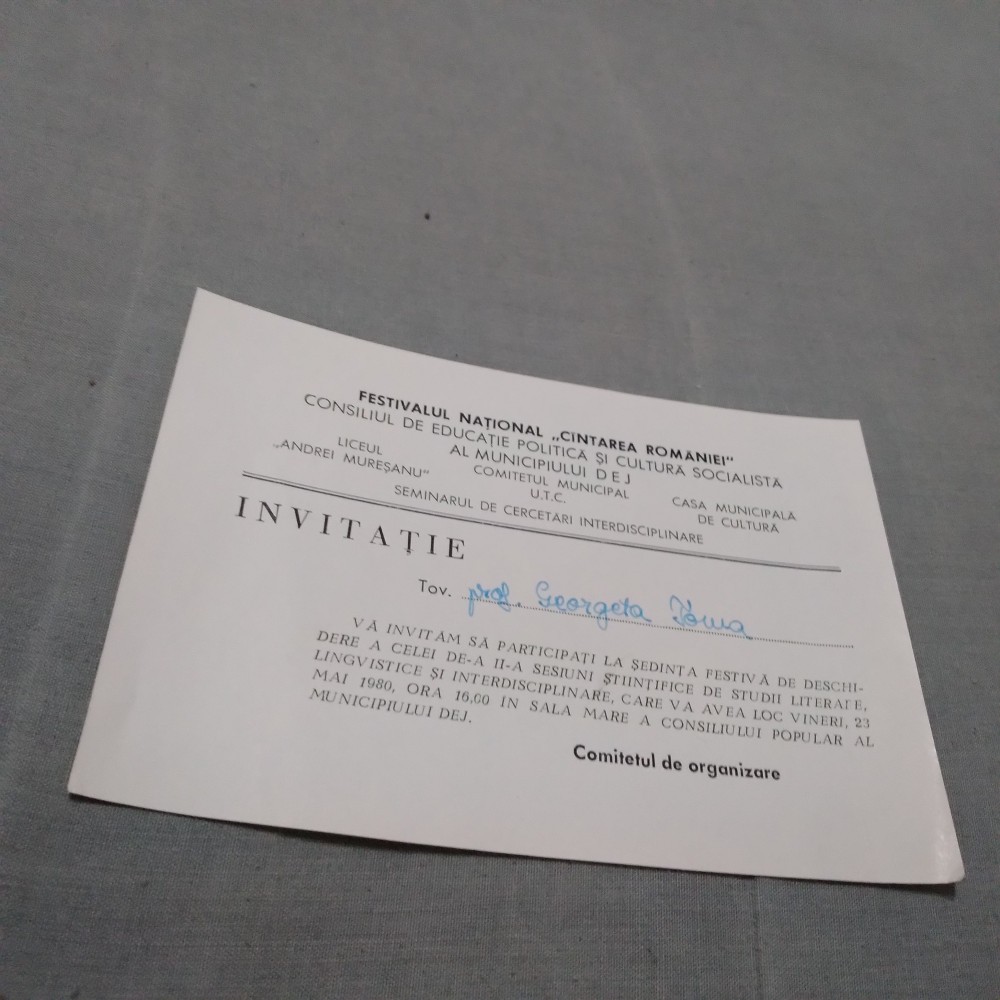 FESTIVALUL NAȚIONAL „CÎNTAREA ROMÂNIEI"
CONSILIUL DE EDUCAȚIE POLITICĂ ȘI CULTURĂ SOCIALISTĂ
AL MUNICIPIULUI DEJ
LICEUL
„ANDREI MUREȘANU"
COMITETUL MUNICIPAL
U.T.C.
CASA MUNICIPALĂ
DE CULTURĂ
SEMINARUL DE CERCETARI INTERDISCIPLINARE
INVITAȚIE
Tov. prof. Georgeta Toma
VĂ INVITĂM SĂ PARTICIPAȚI LA ȘEDINȚA FESTIVĂ DE DESCHI-
DERE A CELEI DE-A II-A SESIUNI ȘTIINȚIFICE DE STUDII LITERARE,
LINGVISTICE ȘI INTERDISCIPLINARE, CARE VA AVEA LOC VINERI, 23
MAI 1980, ORA 16,00 IN SALA MARE A CONSILIULUI POPULAR AL
MUNICIPIULUI DEJ.
Comitetul de organizare